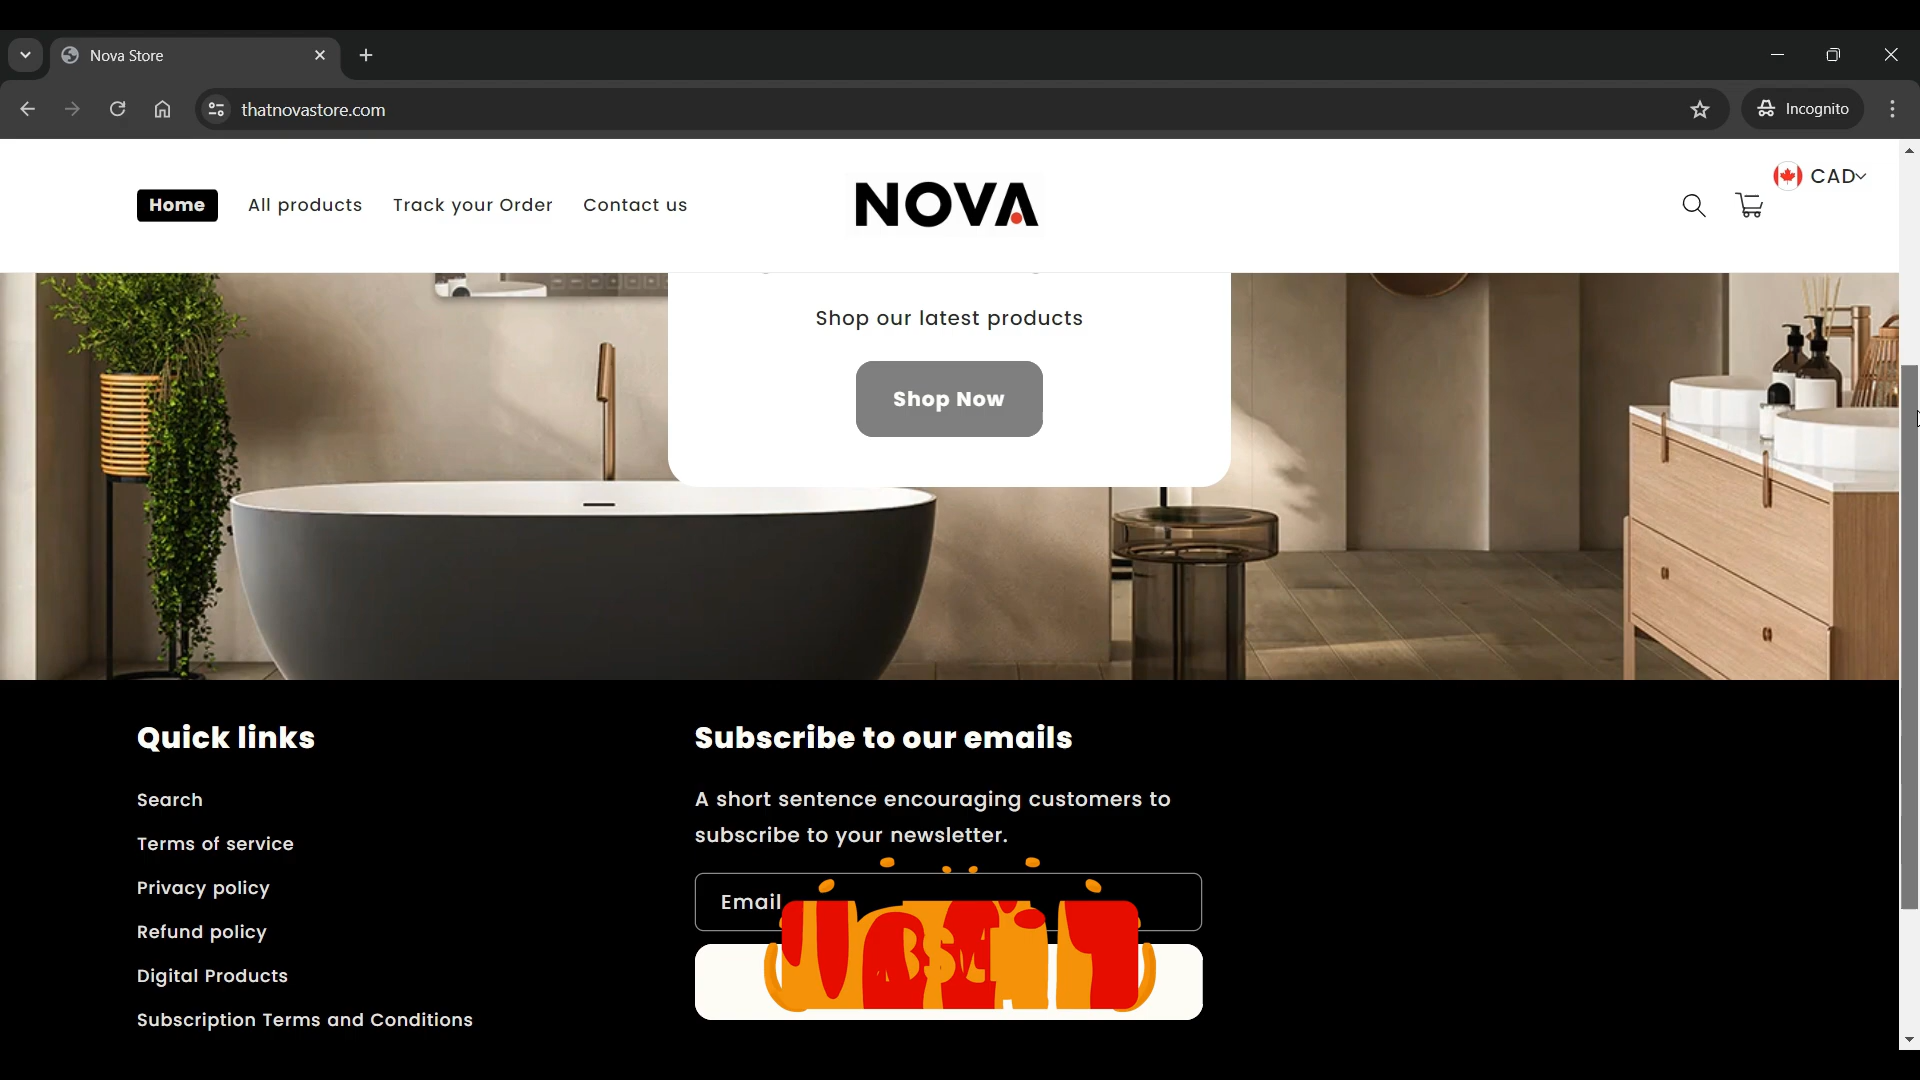 Nova Store
thatnovastore.com
Incognito
Home
All products
Track your Order
Contact us
NOVA
CAD
Shop our latest products
Shop Now
Quick links
Search
Terms of service
Privacy policy
Refund policy
Digital Products
Subscription Terms and Conditions
Subscribe to our emails
A short sentence encouraging customers to
subscribe to your newsletter.
Email